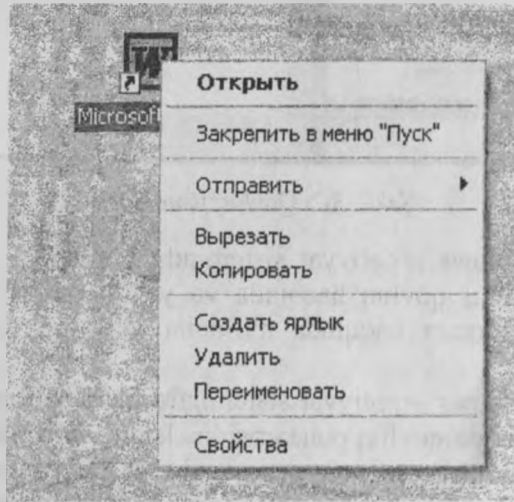 Microsoft
Открыть
Закрепить в меню "Пуск"
Отправить
Вырезать
Копировать
Создать ярлык
Удалить
Переименовать
Свойства